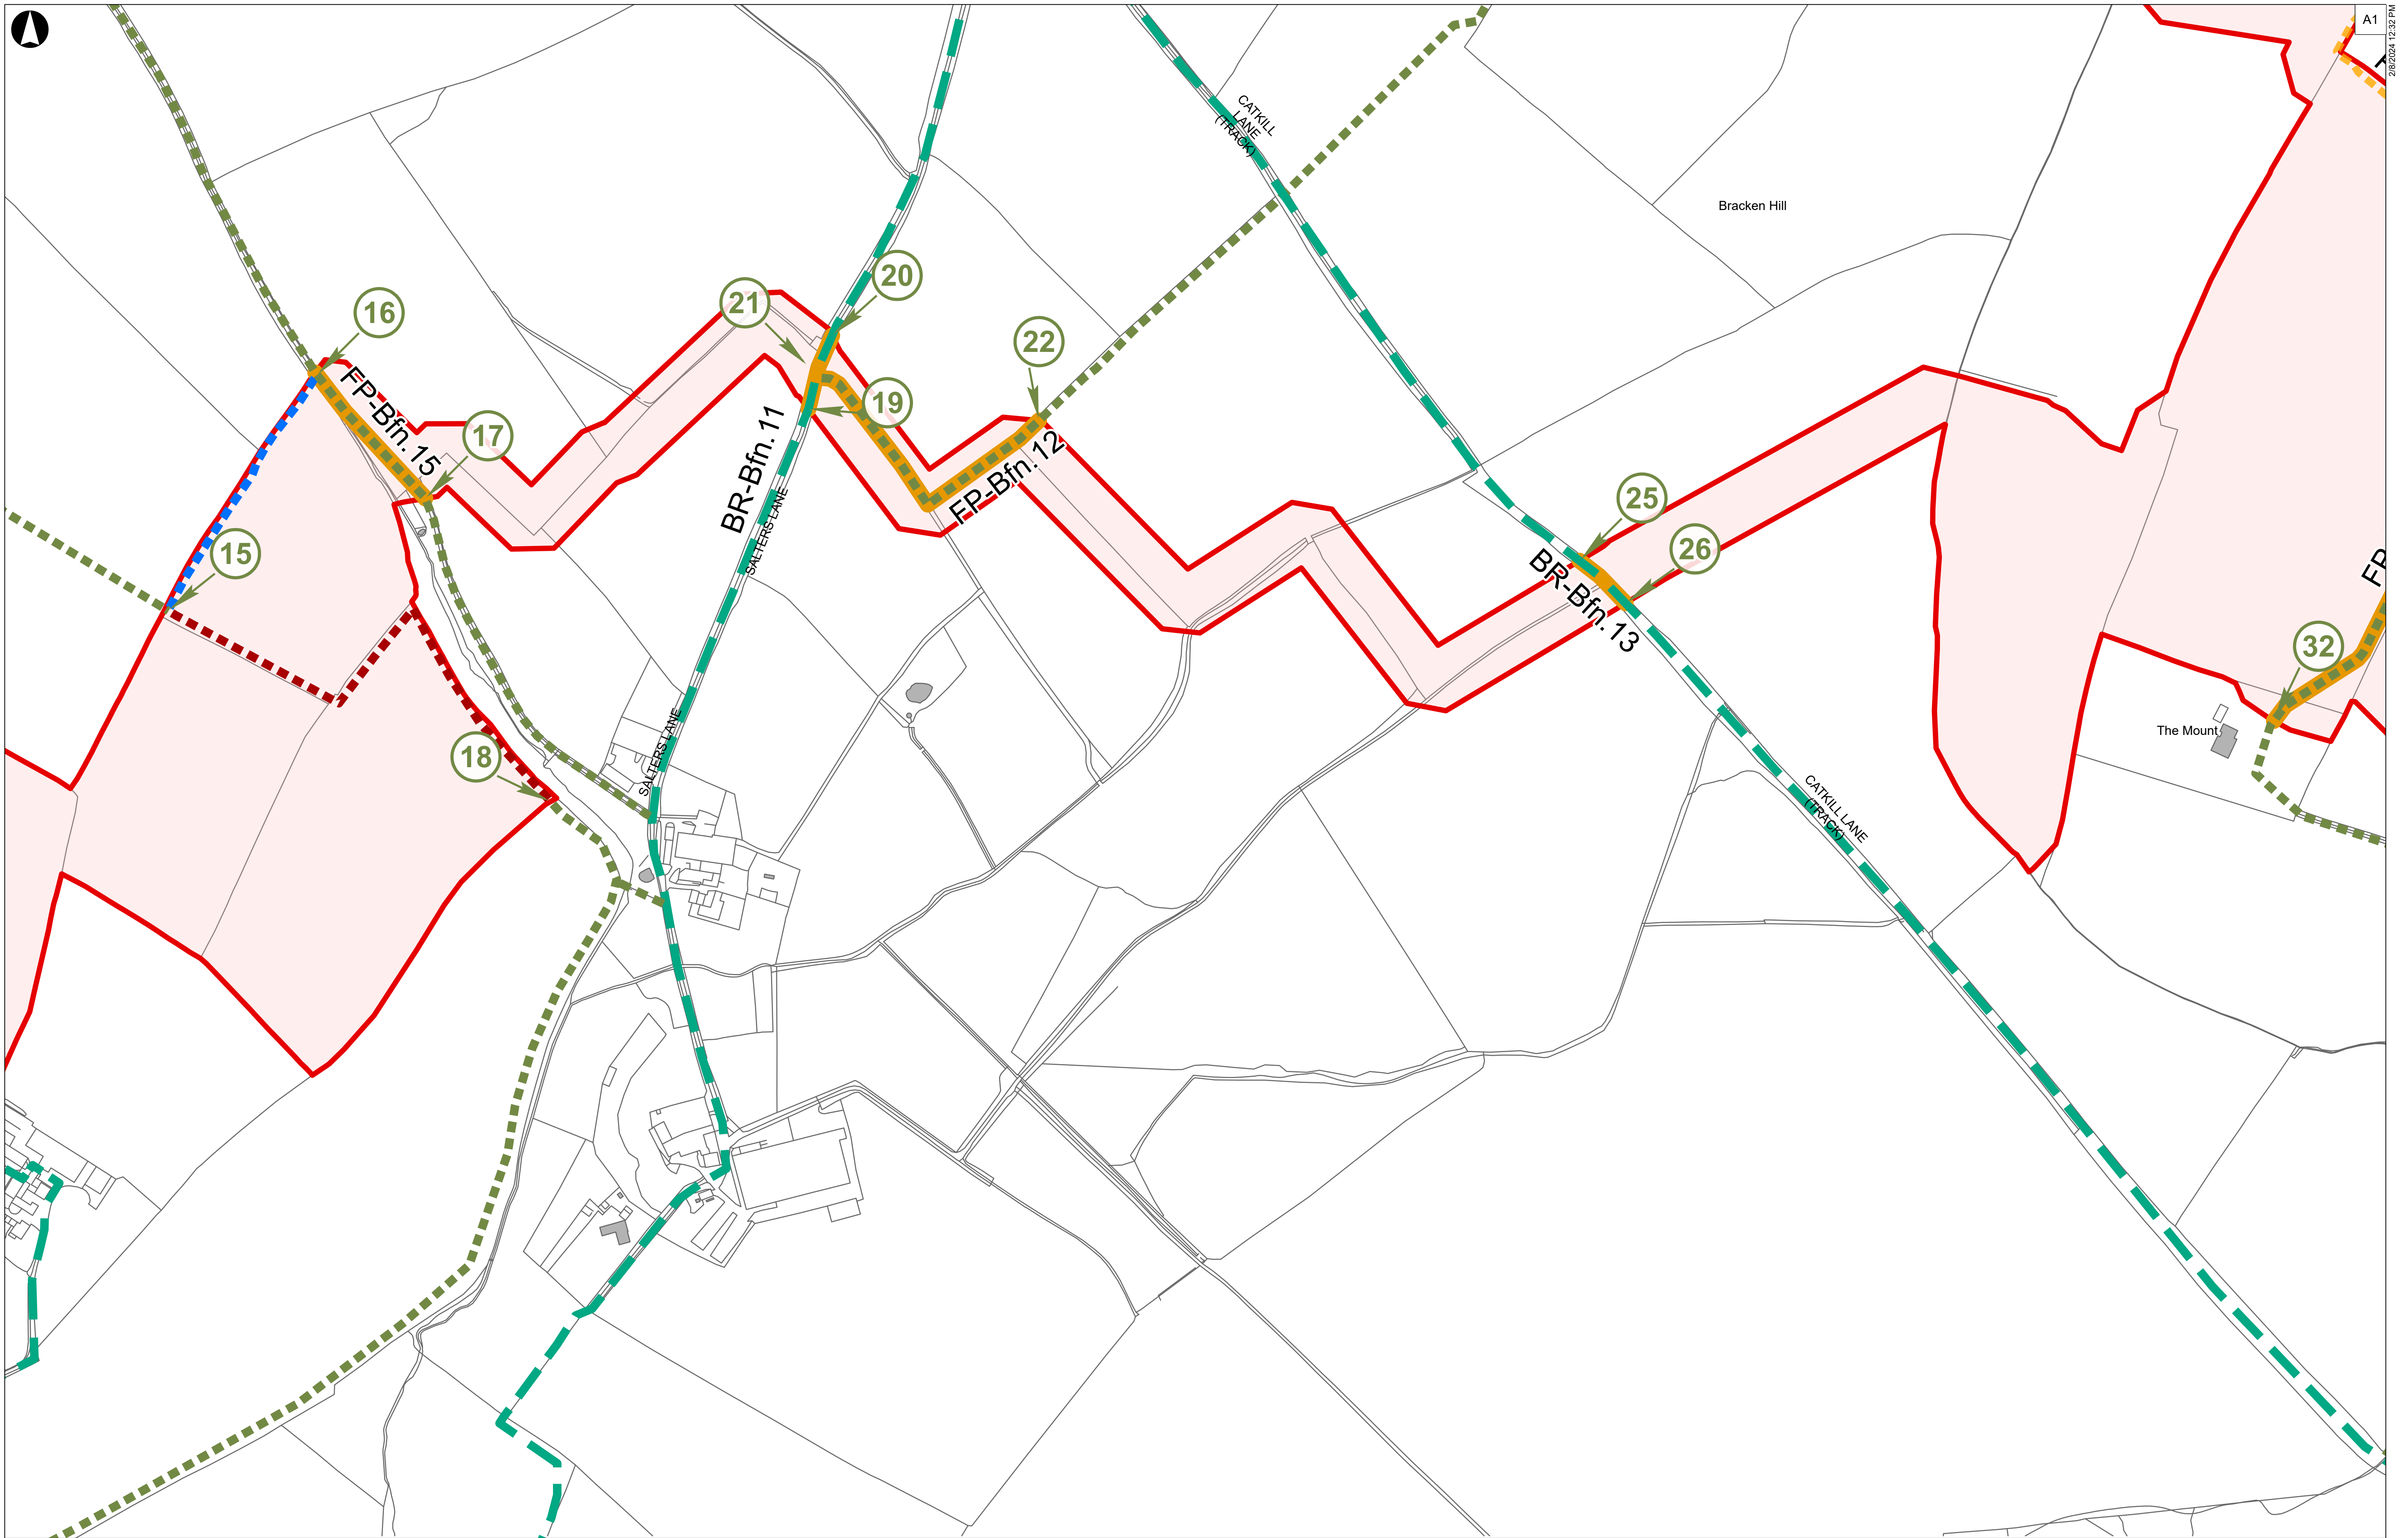 A1
2/8/2024 12:32 PM
CATKILL
LANE
(TRACK)
Bracken Hill
20
21
16
22
FP-Bfn.15
19
17
BR-Bfn.11
FP-Bfn.12
SALTERS LANE
25
26
15
BR-Bfn.13
FP
32
The Mount
SALTERS LANE
18
CATKILL LANE
(TRACK)